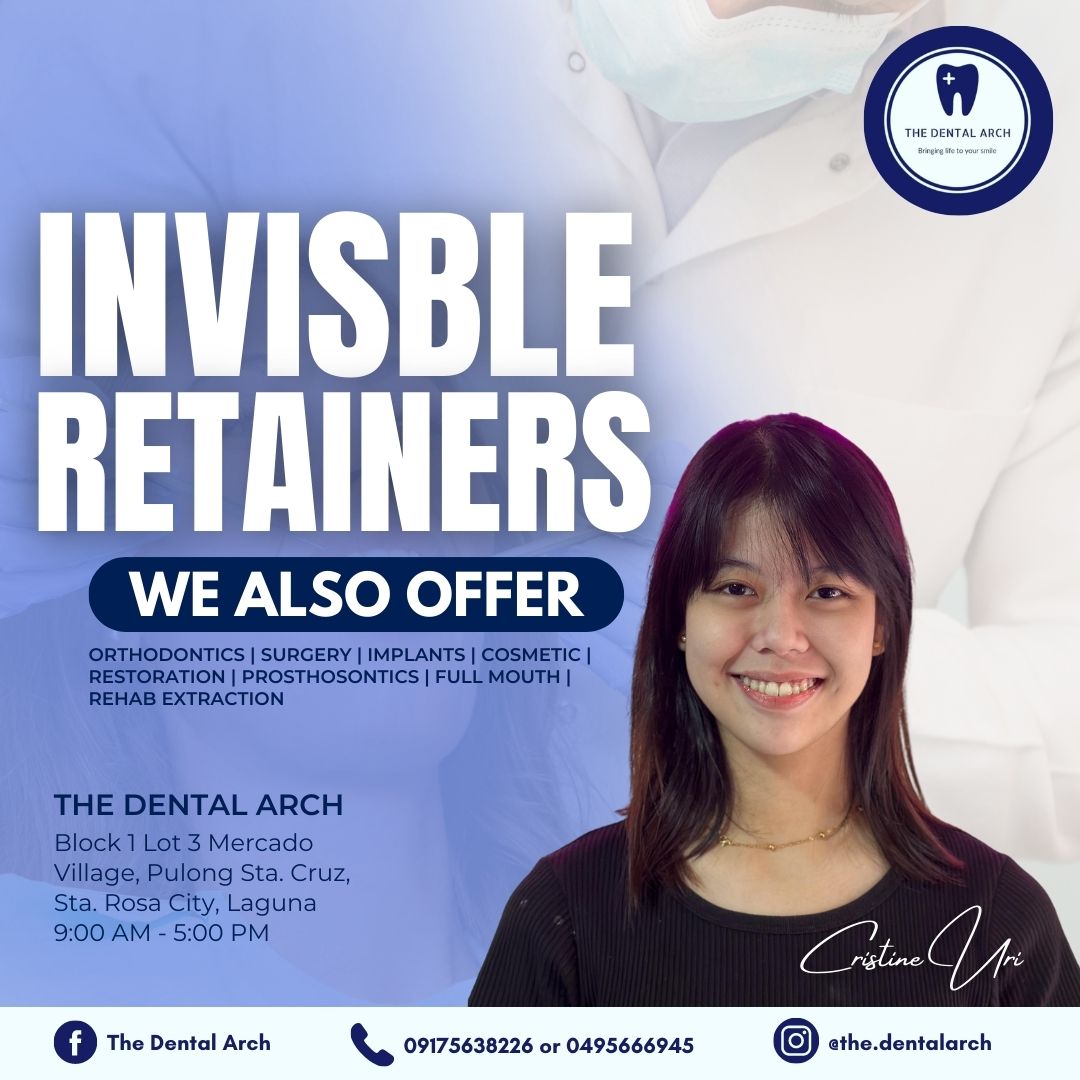 THE DENTAL ARCH
Bringing life to your smile
INVISBLE
RETAINERS
WE ALSO OFFER
ORTHODONTICS | SURGERY | IMPLANTS | COSMETIC |
RESTORATION | PROSTHOSONTICS | FULL MOUTH |
REHAB EXTRACTION
THE DENTAL ARCH
Block 1 Lot 3 Mercado
Village, Pulong Sta. Cruz,
Sta. Rosa City, Laguna
9:00 AM - 5:00 PM
Cristine Uri
The Dental Arch
09175638226 or 0495666945
@the.dentalarch